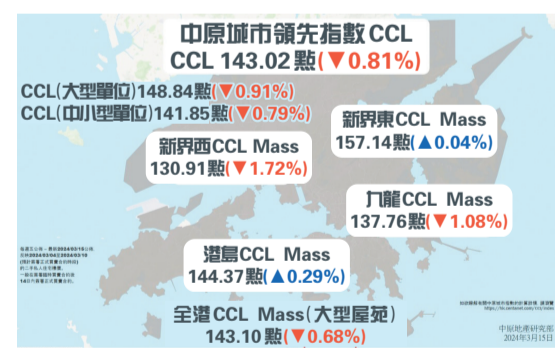 中原城市領先指數 CCL
CCL 143.02 點(▼0.81%)
CCL(大型單位)148.84點(▼0.91%)
CCL(中小型單位)141.85點(▼0.79%)
新界東CCL Mass
157.14點(▲0.04%)
新界西CCL Mass
130.91點(▼1.72%)
九龍CCL Mass
137.76點(▼1.08%)
港島CCL Mass
144.37點(▲0.29%)
全港CCL Mass(大型屋苑)
143.10點(▼0.68%)
中原地產研究部
2024年3月15日